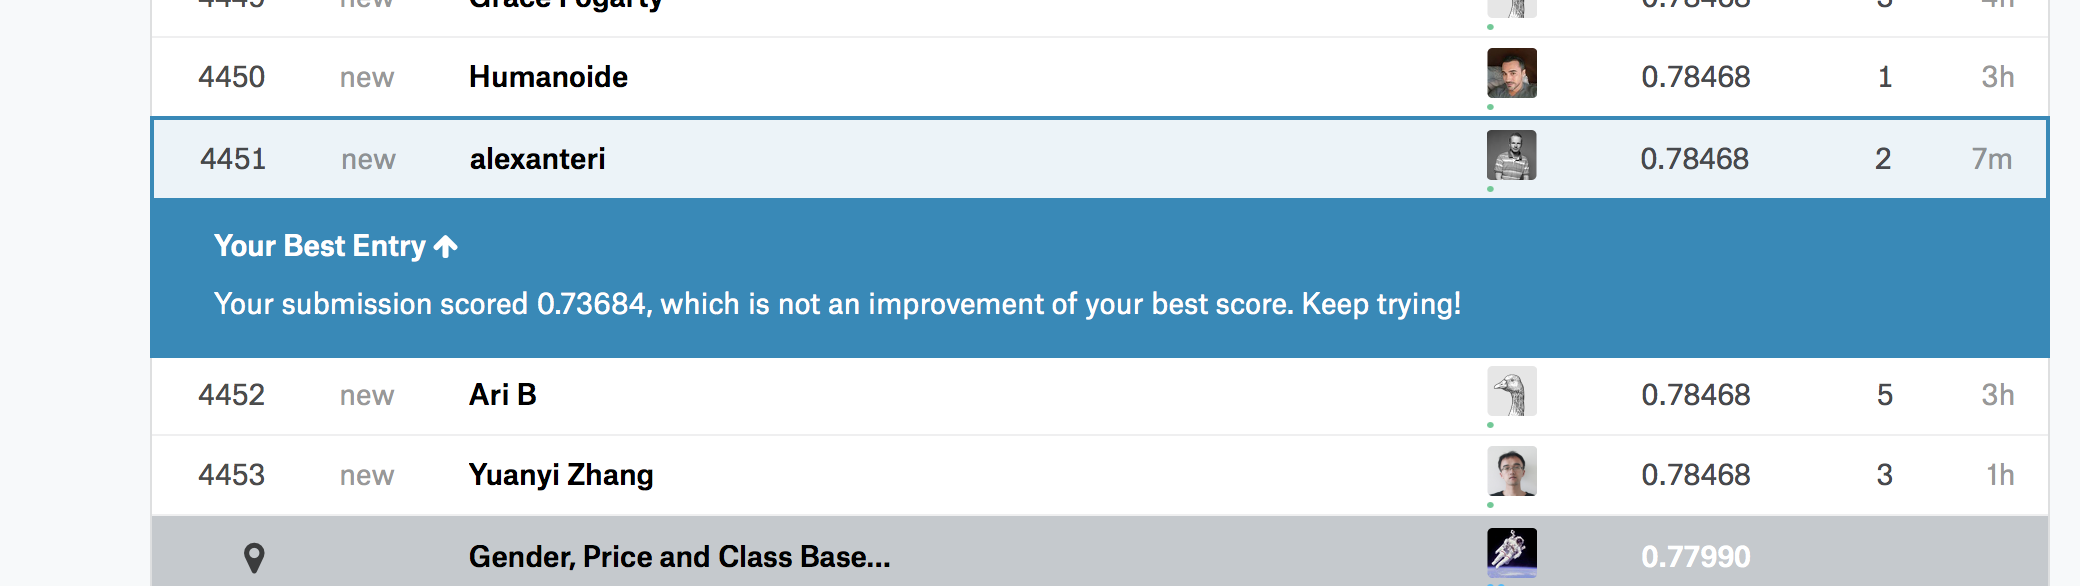 4449 new Grace Fogarty 0.78468 3 4h
4450 new Humanoide 0.78468 1 3h
4451 new alexanteri 0.78468 2 7m
Your Best Entry
Your submission scored 0.73684, which is not an improvement of your best score. Keep trying!
4452 new Ari B 0.78468 5 3h
4453 new Yuanyi Zhang 0.78468 3 1h
Gender, Price and Class Base... 0.77990